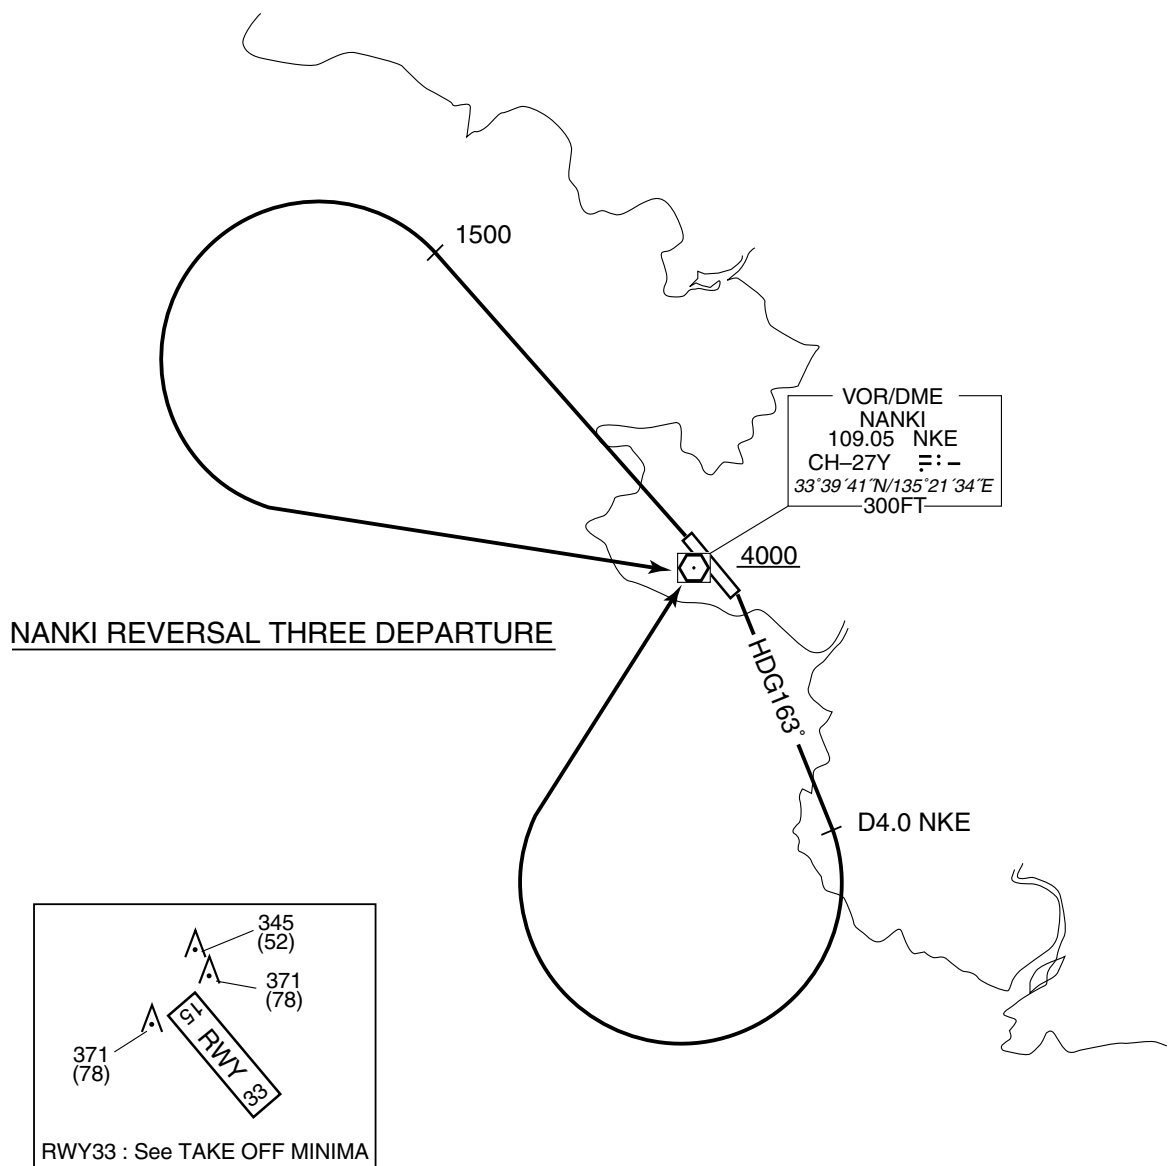 1500
VOR/DME
NANKI
109.05 NKE
CH–27Y
33°39´41˝N/135°21´34˝E
300FT
4000
NANKI REVERSAL THREE DEPARTURE
HDG163°
D4.0 NKE
345
(52)
371
(78)
371
(78)
15 RWY 33
RWY33 : See TAKE OFF MINIMA